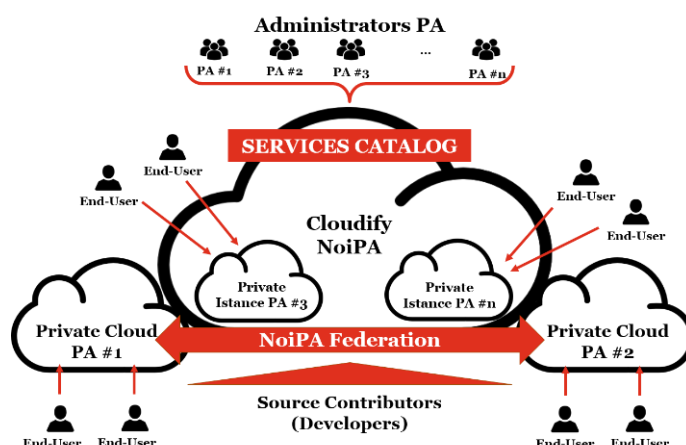 Administrators PA
PA #1 PA #2 PA #3 ... PA #n
SERVICES CATALOG
End-User
End-User
End-User
End-User
Cloudify
NoiPA
Private
Istance PA #3
Private
Istance PA #n
Private Cloud
PA #1
NoiPA Federation
Private Cloud
PA #2
Source Contributors
(Developers)
End-User End-User End-User End-User